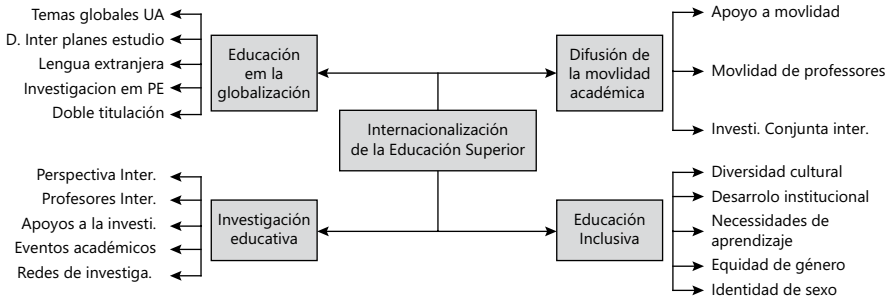 Temas globales UA
D. Inter planes estudio
Lengua extranjera
Investigacion em PE
Doble titulación
Educación
em la
globalización
Difusión de
la movlidad
académica
Apoyo a movlidad
Movlidad de professores
Investi. Conjunta inter.
Internacionalización
de la Educación Superior
Perspectiva Inter.
Profesores Inter.
Apoyos a la investi.
Eventos académicos
Redes de investiga.
Investigación
educativa
Educación
Inclusiva
Diversidad cultural
Desarrolo institucional
Necessidades de
aprendizaje
Equidad de género
Identidad de sexo